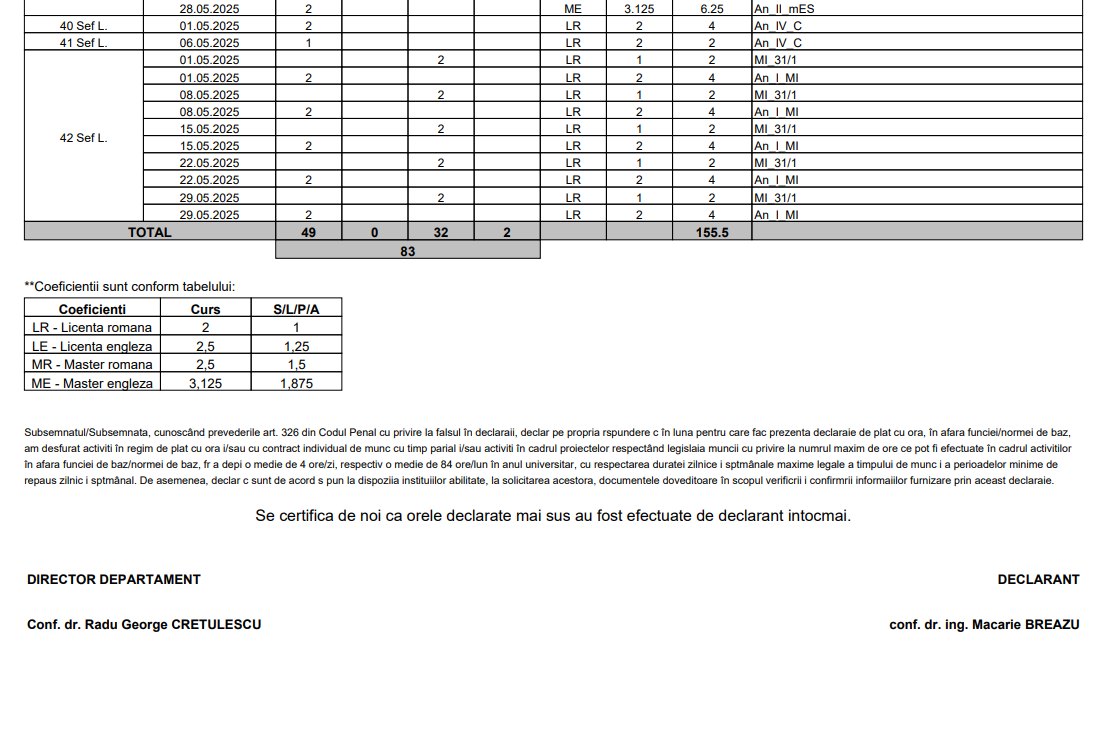 28.05.2025 2 ME 3.125 6.25 An_II_mES
40 Sef L. 01.05.2025 2 LR 2 4 An_IV_C
41 Sef L. 06.05.2025 1 LR 2 2 An_IV_C
01.05.2025 2 LR 1 2 MI_31/1
01.05.2025 2 LR 2 4 An_I_MI
08.05.2025 2 LR 1 2 MI_31/1
08.05.2025 2 LR 2 4 An_I_MI
15.05.2025 2 LR 1 2 MI_31/1
42 Sef L.
15.05.2025 2 LR 2 4 An_I_MI
22.05.2025 2 LR 1 2 MI_31/1
22.05.2025 2 LR 2 4 An_I_MI
29.05.2025 2 LR 1 2 MI_31/1
29.05.2025 2 LR 2 4 An_I_MI
TOTAL 49 0 32 2 155.5
83
**Coeficientii sunt conform tabelului:
Coeficienti Curs S/L/P/A
LR - Licenta romana 2 1
LE - Licenta engleza 2,5 1,25
MR - Master romana 2,5 1,5
ME - Master engleza 3,125 1,875
Subsemnatul/Subsemnata, cunoscând prevederile art. 326 din Codul Penal cu privire la falsul în declaraii, declar pe propria rspundere c în luna pentru care fac prezenta declaraie de plat cu ora, în afara funciei/normei de baz,
am desfurat activiti în regim de plat cu ora i/sau cu contract individual de munc cu timp parial i/sau activiti în cadrul proiectelor respectând legislaia muncii cu privire la numrul maxim de ore ce pot fi efectuate în cadrul activitilor
în afara funciei de baz/normei de baz, fr a depi o medie de 4 ore/zi, respectiv o medie de 84 ore/lun în anul universitar, cu respectarea duratei zilnice i sptmânale maxime legale a timpului de munc i a perioadelor minime de
repaus zilnic i sptmânal. De asemenea, declar c sunt de acord s pun la dispoziia instituiilor abilitate, la solicitarea acestora, documentele doveditoare în scopul verificrii i confirmrii informaiilor furnizare prin aceast declaraie.
Se certifica de noi ca orele declarate mai sus au fost efectuate de declarant intocmai.
DIRECTOR DEPARTAMENT DECLARANT
Conf. dr. Radu George CRETULESCU conf. dr. ing. Macarie BREAZU